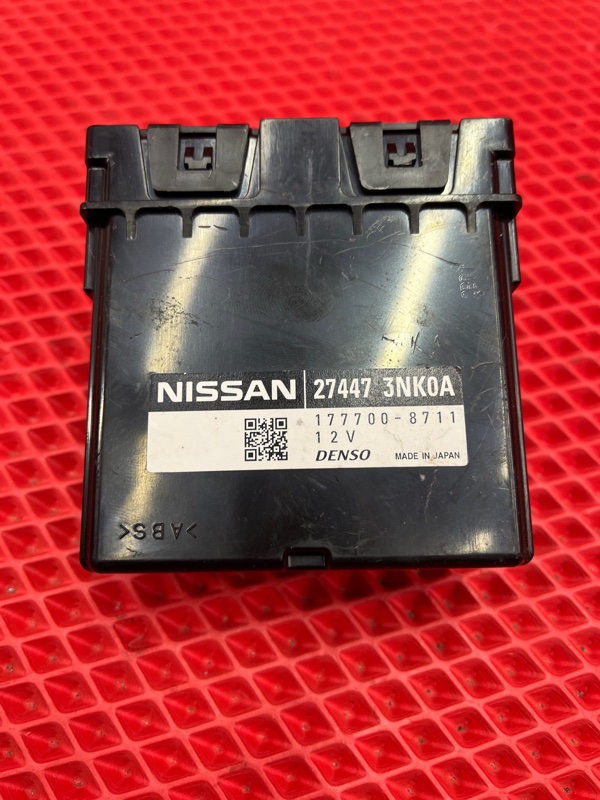 NISSAN 27447 3NK0A
177700-8711
12V
DENSO MADE IN JAPAN
>ABS<